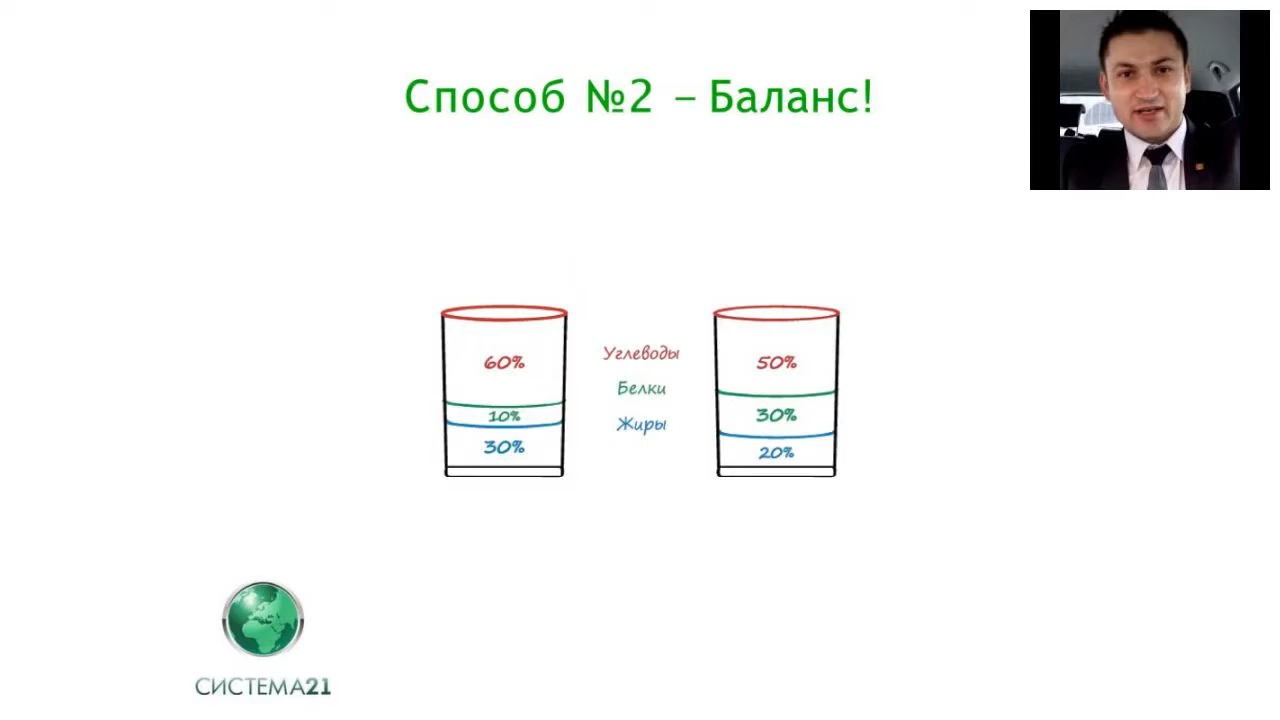 Способ №2 – Баланс!
60%
10%
30%
Углеводы
Белки
Жиры
50%
30%
20%
СИСТЕМА21